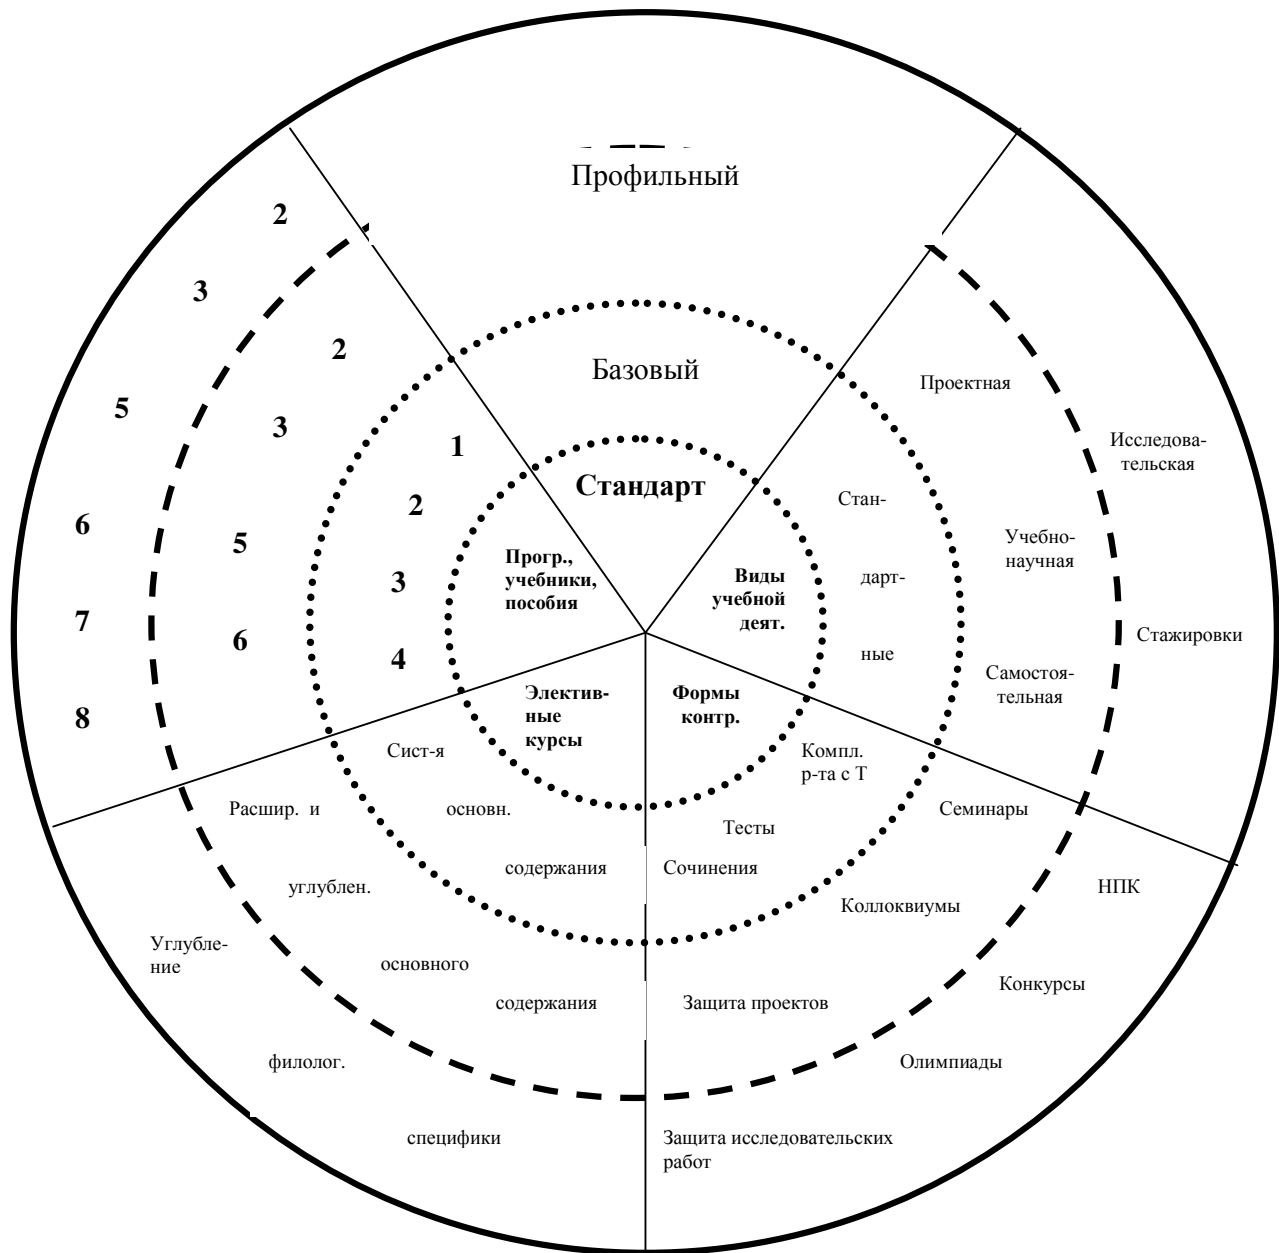 Профильный
Базовый
Стандарт
2
3
5
6
7
8
2
3
5
6
1
2
3
4
Прогр.,
учебники,
пособия
Виды
учебной
деят.
Стан-
дарт-
ные
Проектная
Учебно-
научная
Самостоя-
тельная
Исследова-
тельская
Стажировки
Электив-
ные
курсы
Сист-я
основн.
содержания
Расшир. и
углублен.
основного
содержания
Углубле-
ние
филолог.
специфики
Формы
контр.
Компл.
р-та с Т
Тесты
Сочинения
Семинары
Коллоквиумы
Защита проектов
НПК
Конкурсы
Олимпиады
Защита исследовательских
работ